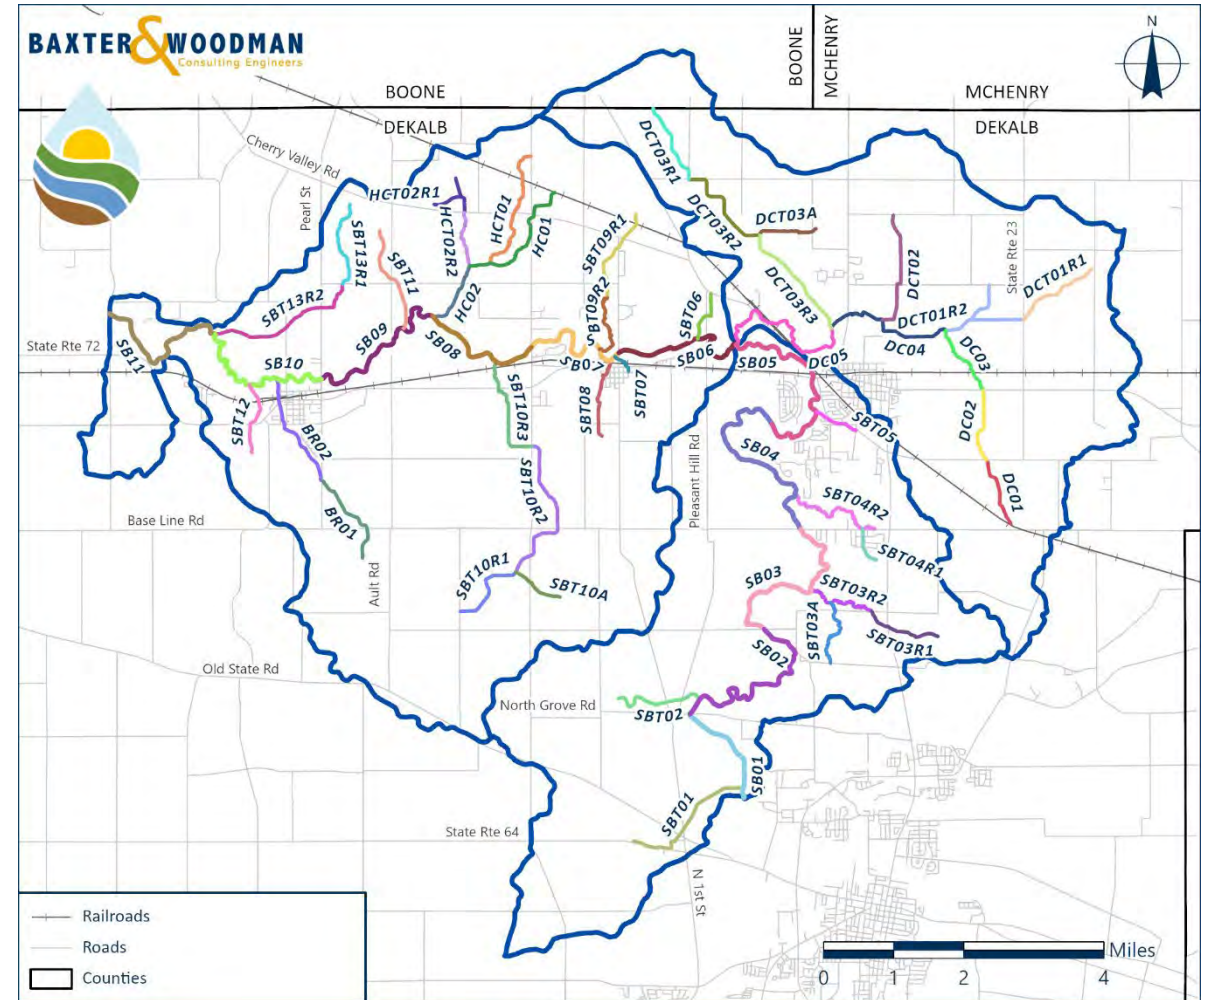 BAXTER & WOODMAN
Consulting Engineers
BOONE
DEKALB
BOONE
MCHENRY
MCHENRY
DEKALB
N
Cherry Valley Rd
Pearl St
HCT02R1
HCT02R2
HCT01
HC01
HC02
SBT13R1
SBT13R2
SBT11
SBT09R1
SBT09R2
SBT06
DCT03R1
DCT03R2
DCT03A
DCT03R3
DCT02
State Rte 23
DCT01R1
DCT01R2
DC04
DC03
DC02
DC01
State Rte 72
SB11
SB10
SB09
SB08
SB07
S
SB06
SB05
DC05
SBT12
BR02
BR01
SBT10R3
SBT10R2
SBT10R1
SBT10A
SBT08
SBT07
SBT05
Pleasant Hill Rd
SB04
SBT04R2
SBT04R1
Base Line Rd
Ault Rd
SB03
SBT03R2
SBT03A
SBT03R1
SB02
Old State Rd
North Grove Rd
SBT02
SB01
SBT01
State Rte 64
N 1st St
Railroads
Roads
Counties
Miles
0 1 2 4